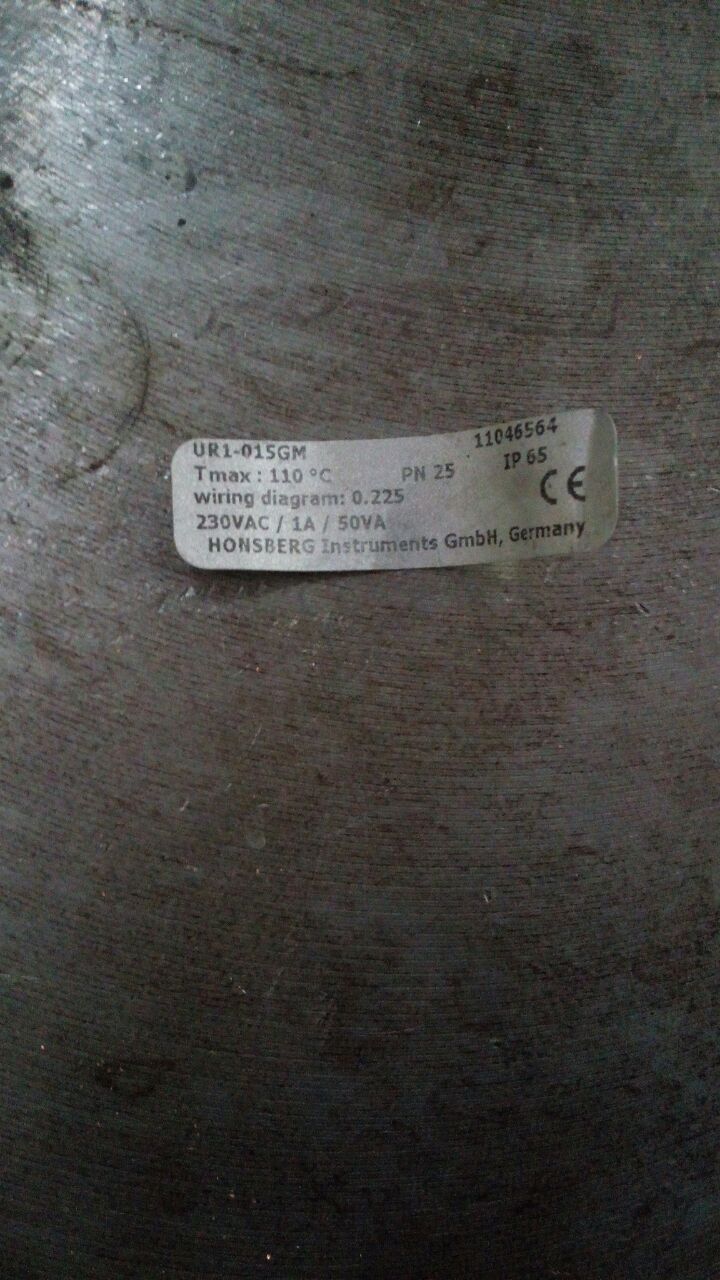 UR1-015GM 11046564
Tmax : 110 °C PN 25 IP 65
wiring diagram: 0.225 CE
230VAC / 1A / 50VA
HONSBERG Instruments GmbH, Germany